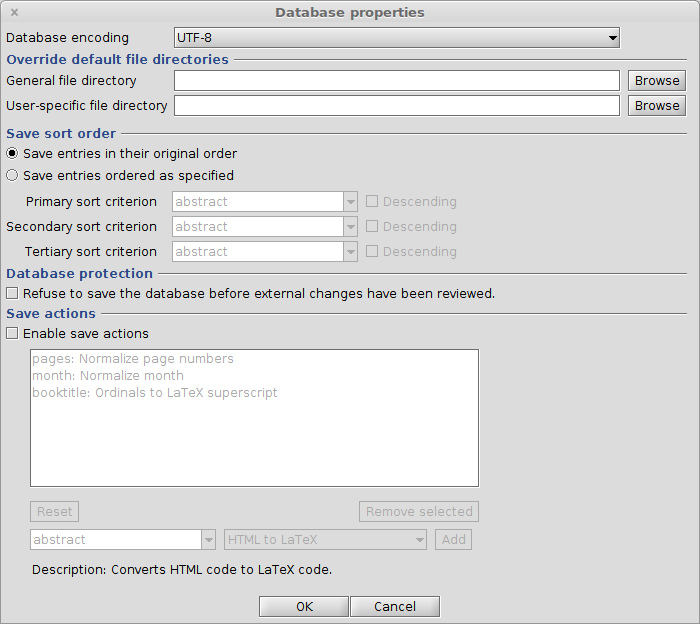 Database properties
Database encoding UTF-8
Override default file directories
General file directory Browse
User-specific file directory Browse
Save sort order
Save entries in their original order
Save entries ordered as specified
Primary sort criterion abstract Descending
Secondary sort criterion abstract Descending
Tertiary sort criterion abstract Descending
Database protection
Refuse to save the database before external changes have been reviewed.
Save actions
Enable save actions
pages: Normalize page numbers
month: Normalize month
booktitle: Ordinals to LaTeX superscript
Reset Remove selected
abstract HTML to LaTeX Add
Description: Converts HTML code to LaTeX code.
OK Cancel